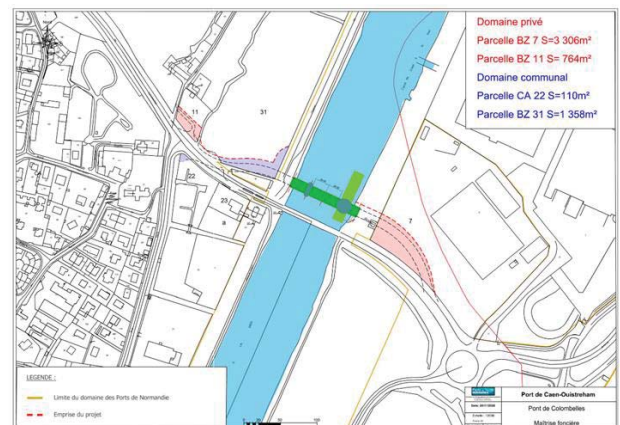 Domaine privé
Parcelle BZ 7 S=3 306m²
Parcelle BZ 11 S= 764m²
Domaine communal
Parcelle CA 22 S=110m²
Parcelle BZ 31 S=1 358m²
11
31
22
23
7
LEGENDE :
Limite du domaine des Ports de Normandie
Emprise du projet
Port de Caen-Ouistreham
Pont de Colombelles
Maîtrise foncière